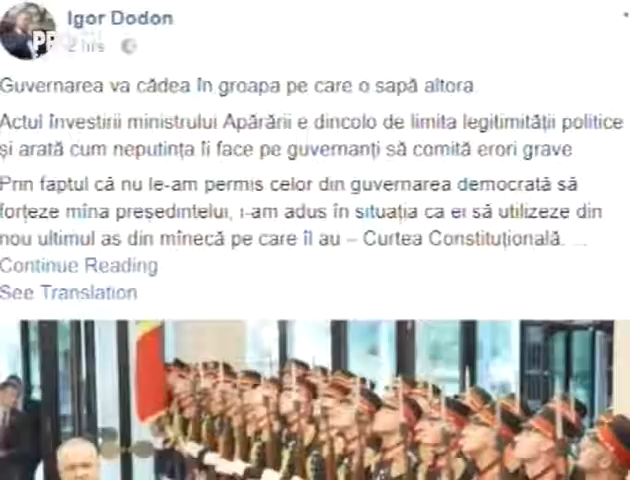 Igor Dodon
2 hrs
Guvernarea va cădea în groapa pe care o sapă altora
Actul învestirii ministrului Apărării e dincolo de limita legitimității politice
și arată cum neputința îi face pe guvernanți să comită erori grave
Prin faptul că nu le-am permis celor din guvernarea democrată să
forțeze mîna președintelui, i-am adus în situația ca ei să utilizeze din
nou ultimul as din mînecă pe care îl au – Curtea Constituțională. ...
Continue Reading
See Translation